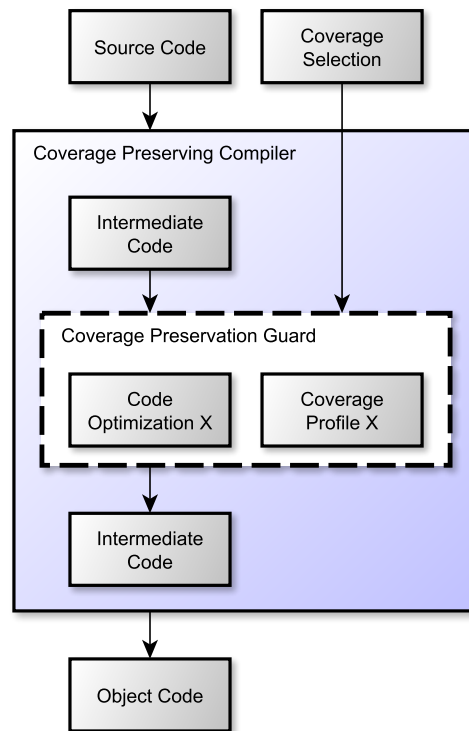 Source Code
Coverage
Selection
Coverage Preserving Compiler
Intermediate
Code
Coverage Preservation Guard
Code
Optimization X
Coverage
Profile X
Intermediate
Code
Object Code